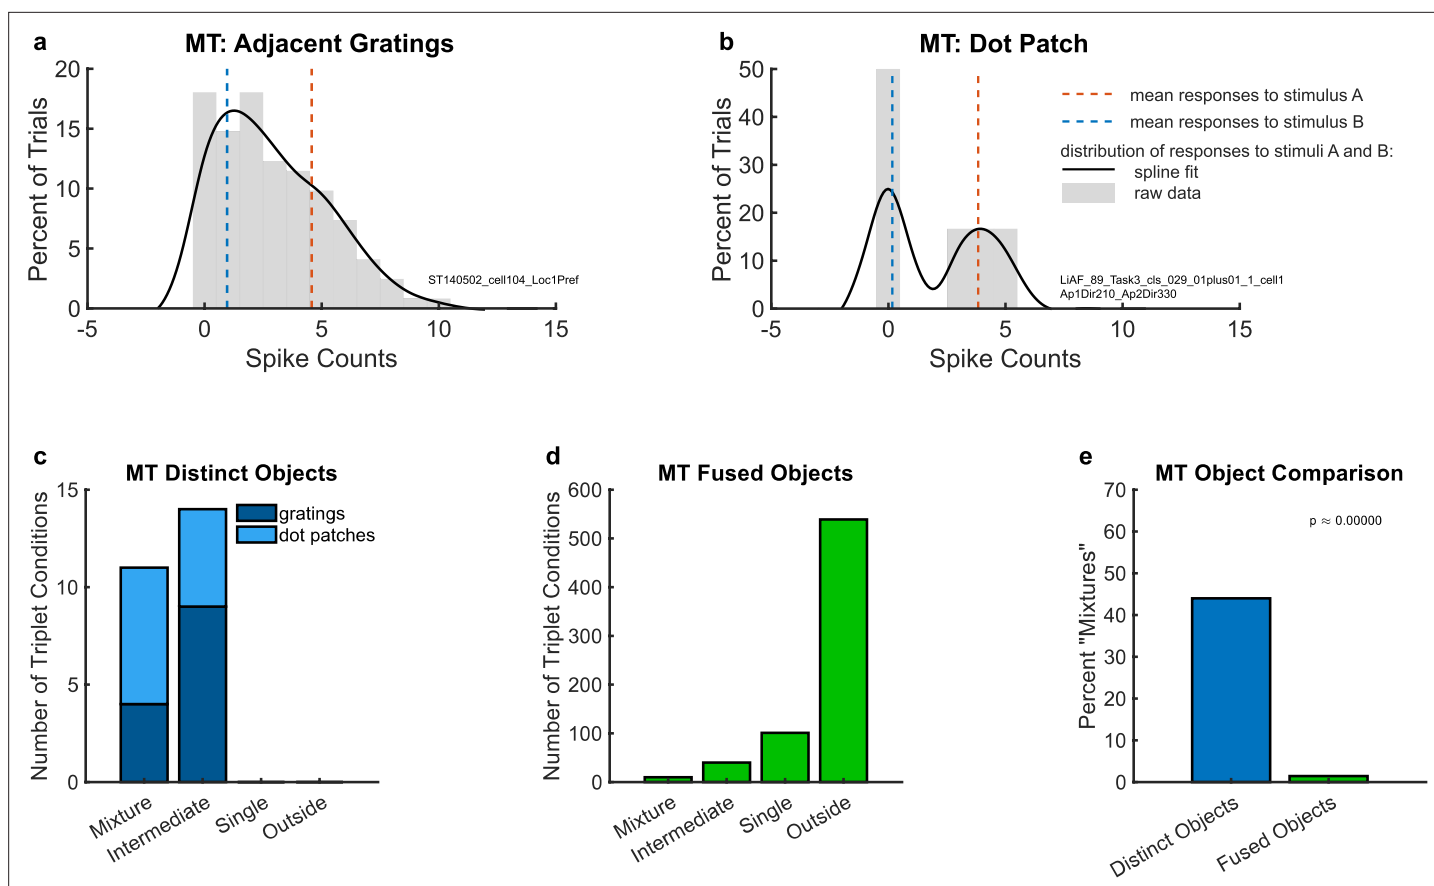 a
MT: Adjacent Gratings
20
15
10
5
0
Percent of Trials
-5
0
5
10
15
Spike Counts
ST140502_cell104_Loc1Pref
b
MT: Dot Patch
50
40
30
20
10
0
Percent of Trials
-5
0
5
10
15
Spike Counts
mean responses to stimulus A
mean responses to stimulus B
distribution of responses to stimuli A and B:
spline fit
raw data
LiAF_89_Task3_cls_029_01plus01_1_cell1
Ap1Dir210_Ap2Dir330
c
MT Distinct Objects
15
10
5
0
Number of Triplet Conditions
gratings
dot patches
Mixture
Intermediate
Single
Outside
d
MT Fused Objects
600
500
400
300
200
100
0
Number of Triplet Conditions
Mixture
Intermediate
Single
Outside
e
MT Object Comparison
70
60
50
40
30
20
10
0
Percent "Mixtures"
p ≈ 0.00000
Distinct Objects
Fused Objects